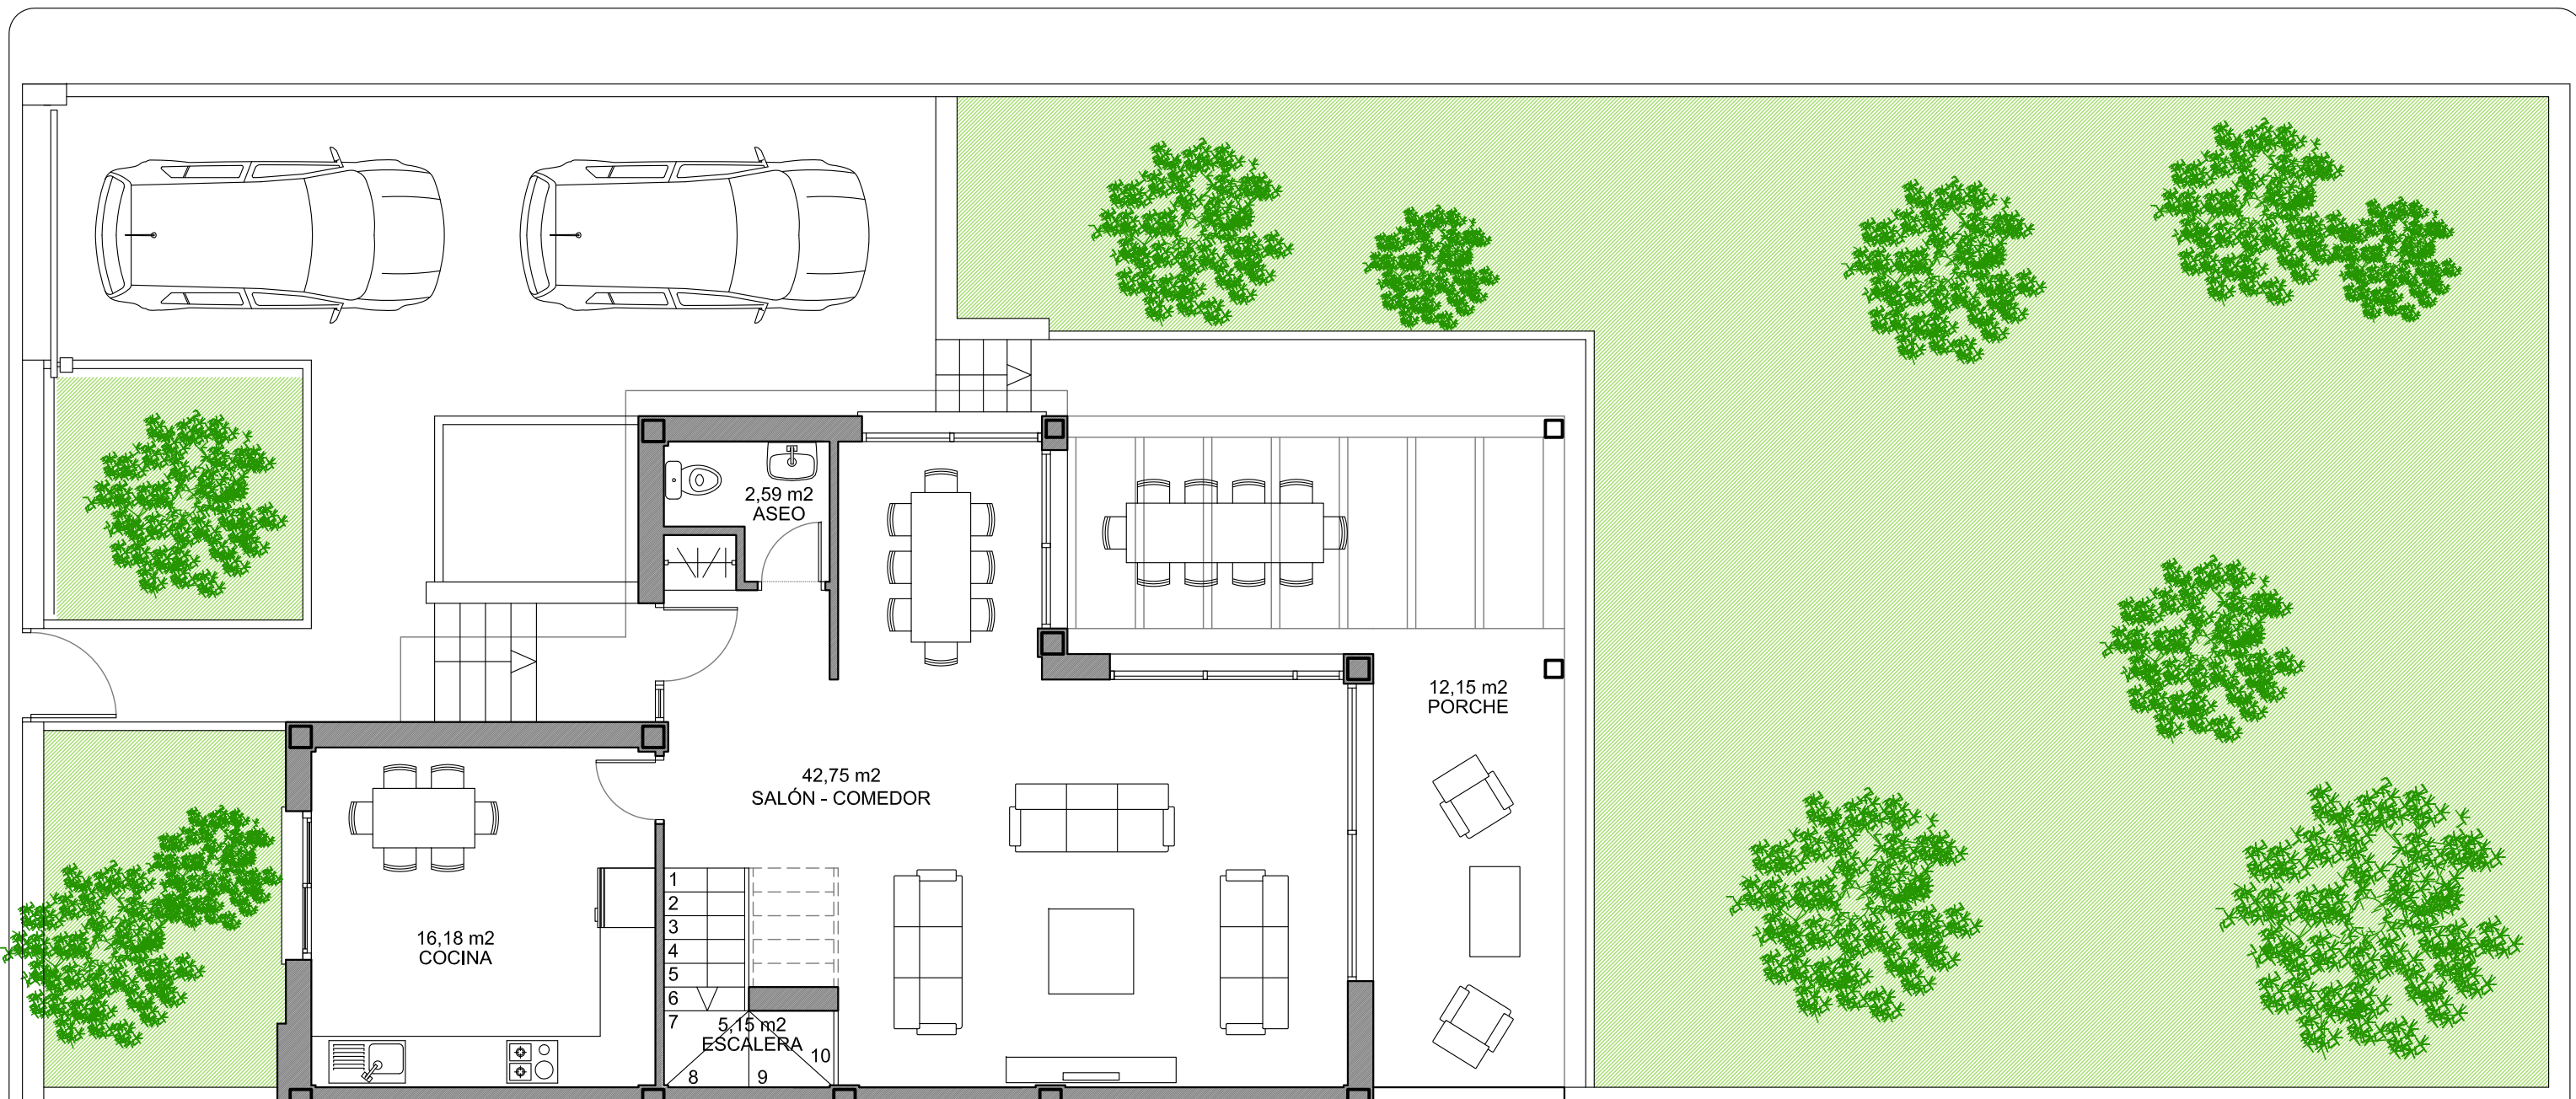 2,59 m2
ASEO
12,15 m2
PORCHE
42,75 m2
SALÓN - COMEDOR
16,18 m2
COCINA
1
2
3
4
5
6
7
5,15 m2
ESCALERA
8
9
10